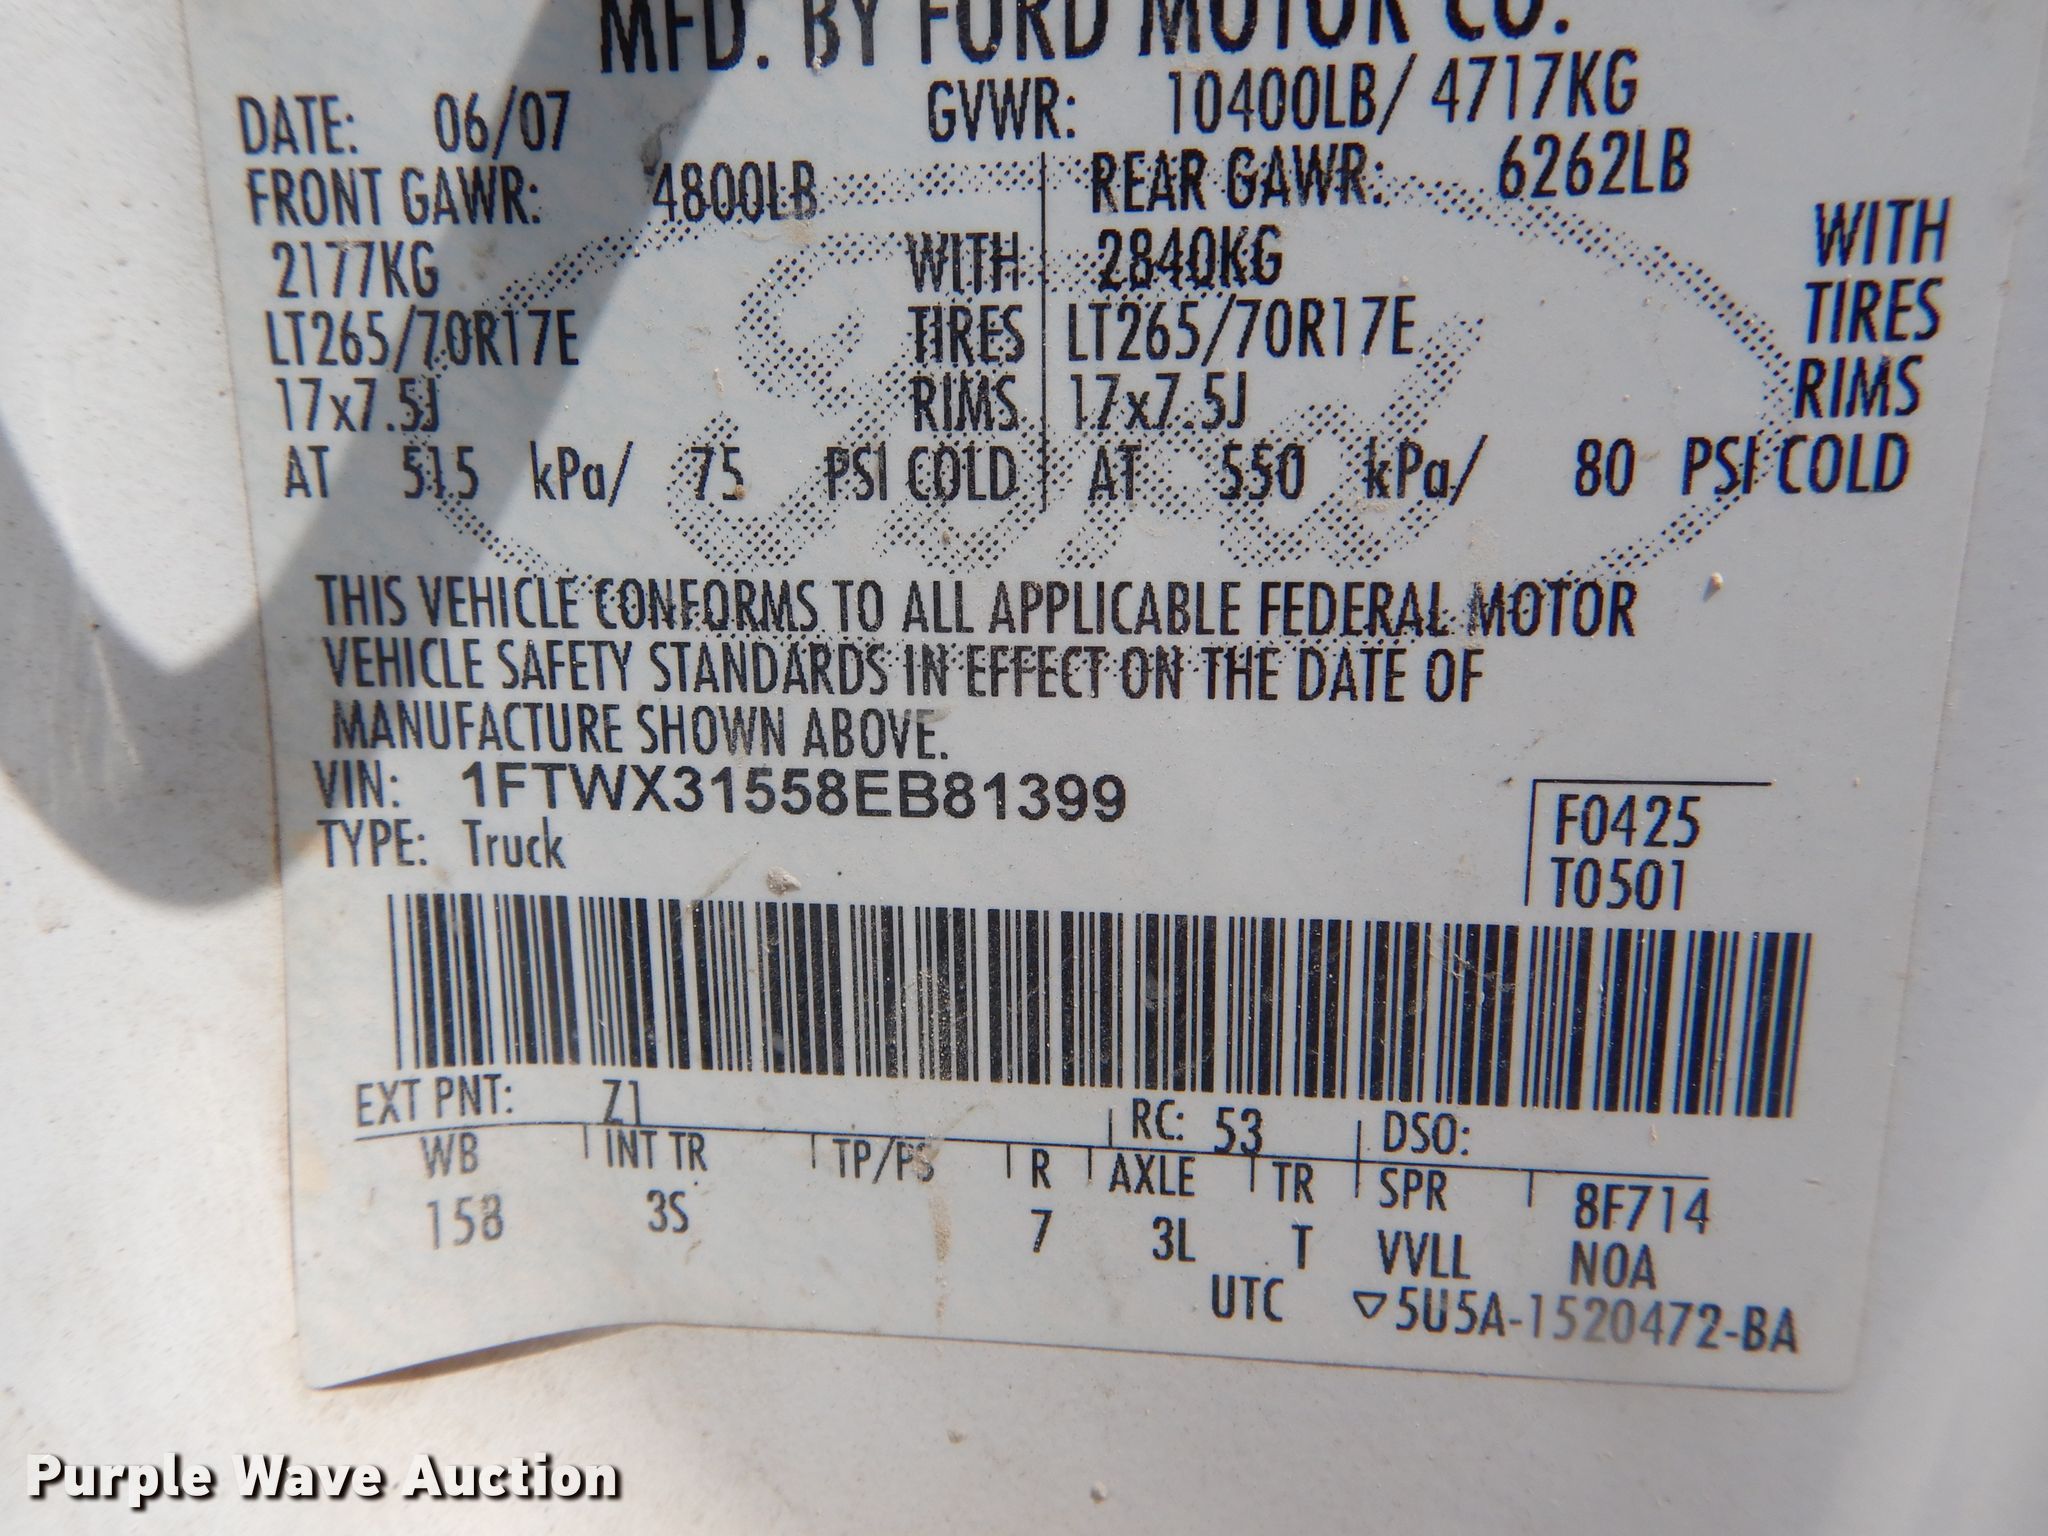 MFD. BY FORD MOTOR CO.
DATE: 06/07 GVWR: 10400LB/ 4717KG
FRONT GAWR: 4800LB REAR GAWR: 6262LB
2177KG WITH 2840KG WITH
LT265/70R17E TIRES LT265/70R17E TIRES
17x7.5J RIMS 17x7.5J RIMS
AT 515 kPa/ 75 PSI COLD AT 550 kPa/ 80 PSI COLD
THIS VEHICLE CONFORMS TO ALL APPLICABLE FEDERAL MOTOR
VEHICLE SAFETY STANDARDS IN EFFECT ON THE DATE OF
MANUFACTURE SHOWN ABOVE.
VIN: 1FTWX31558EB81399
TYPE: Truck
F0425
T0501
EXT PNT: Z1 RC: 53 DSO:
WB INT TR TP/PS R AXLE TR SPR 8F714
158 3S 7 3L T VVLL NOA
UTC ▽5U5A-1520472-BA
Ford
Purple Wave Auction